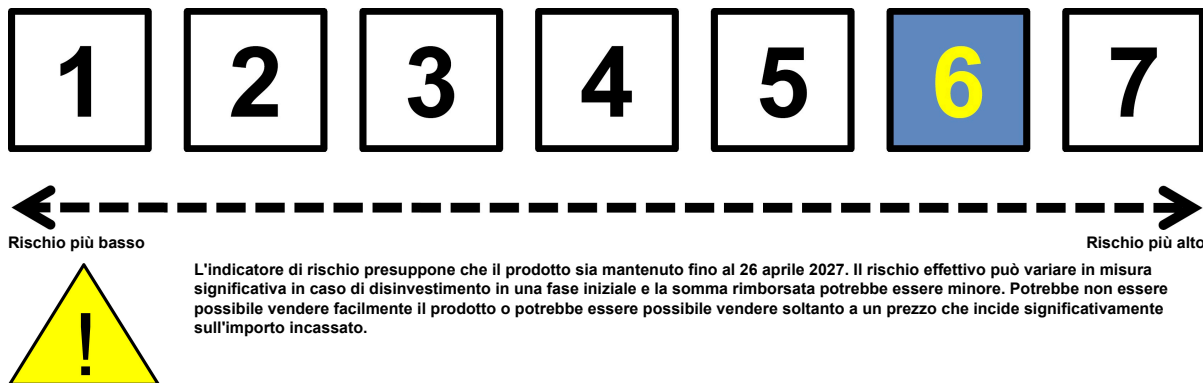 1 2 3 4 5 6 7
Rischio più basso Rischio più alto
L'indicatore di rischio presuppone che il prodotto sia mantenuto fino al 26 aprile 2027. Il rischio effettivo può variare in misura
significativa in caso di disinvestimento in una fase iniziale e la somma rimborsata potrebbe essere minore. Potrebbe non essere
possibile vendere facilmente il prodotto o potrebbe essere possibile vendere soltanto a un prezzo che incide significativamente
sull'importo incassato.
!